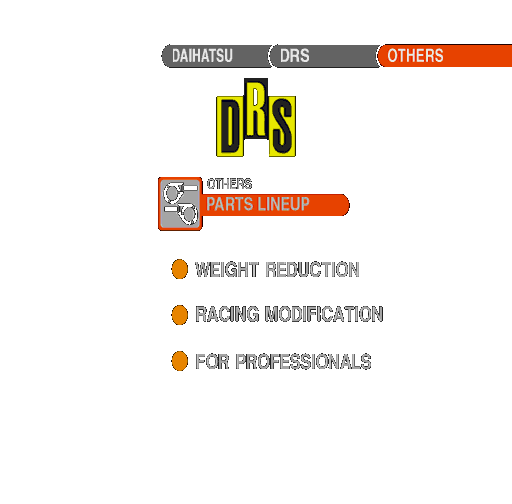 DAIHATSU DRS OTHERS
DRS
OTHERS
PARTS LINEUP
WEIGHT REDUCTION
RACING MODIFICATION
FOR PROFESSIONALS